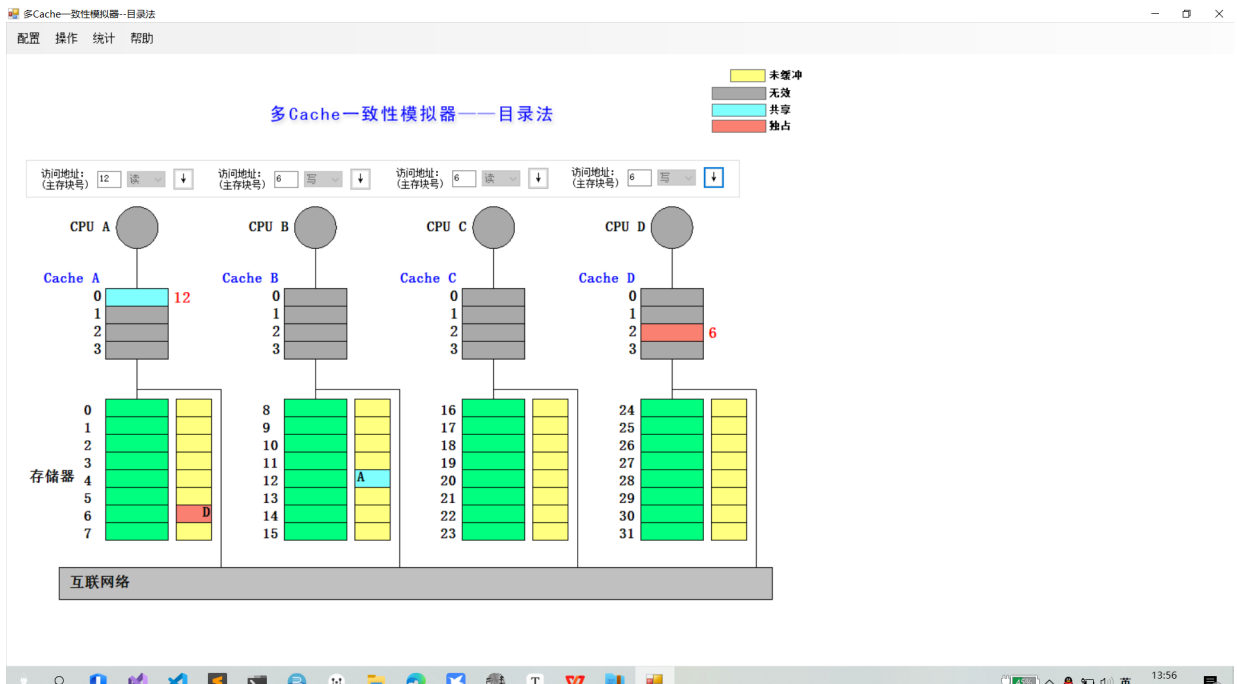 多Cache一致性模拟器--目录法
配置 操作 统计 帮助
未缓冲
无效
共享
独占
多Cache一致性模拟器——目录法
访问地址: (主存块号) 12 读 ↓
访问地址: (主存块号) 6 写 ↓
访问地址: (主存块号) 6 读 ↓
访问地址: (主存块号) 6 写 ↓
CPU A CPU B CPU C CPU D
Cache A Cache B Cache C Cache D
0 12 0 0 0
1 1 1 1
2 2 2 2 6
3 3 3 3
0 8 16 24
1 9 17 25
2 10 18 26
3 11 19 27
存储器 4 12 A 20 28
5 13 21 29
6 D 14 22 30
7 15 23 31
互联网络
45% 英 13:56